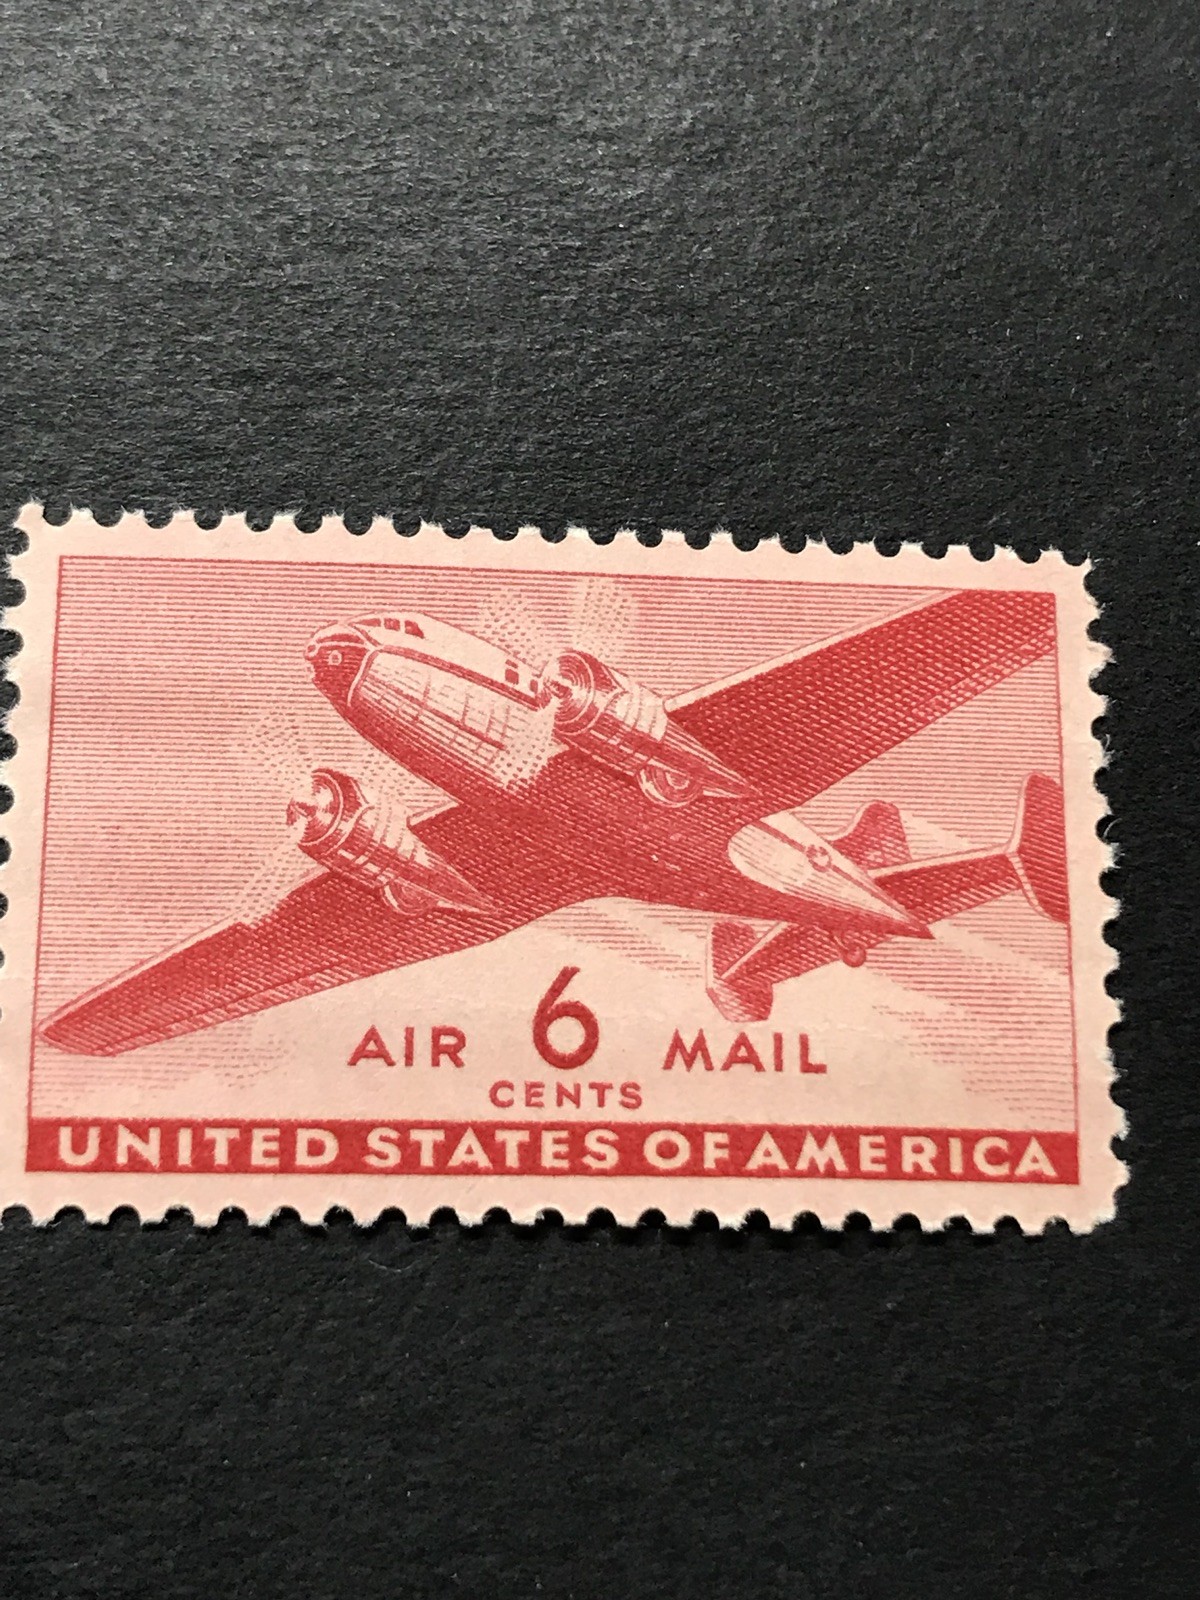 AIR 6 MAIL
CENTS
UNITED STATES OF AMERICA